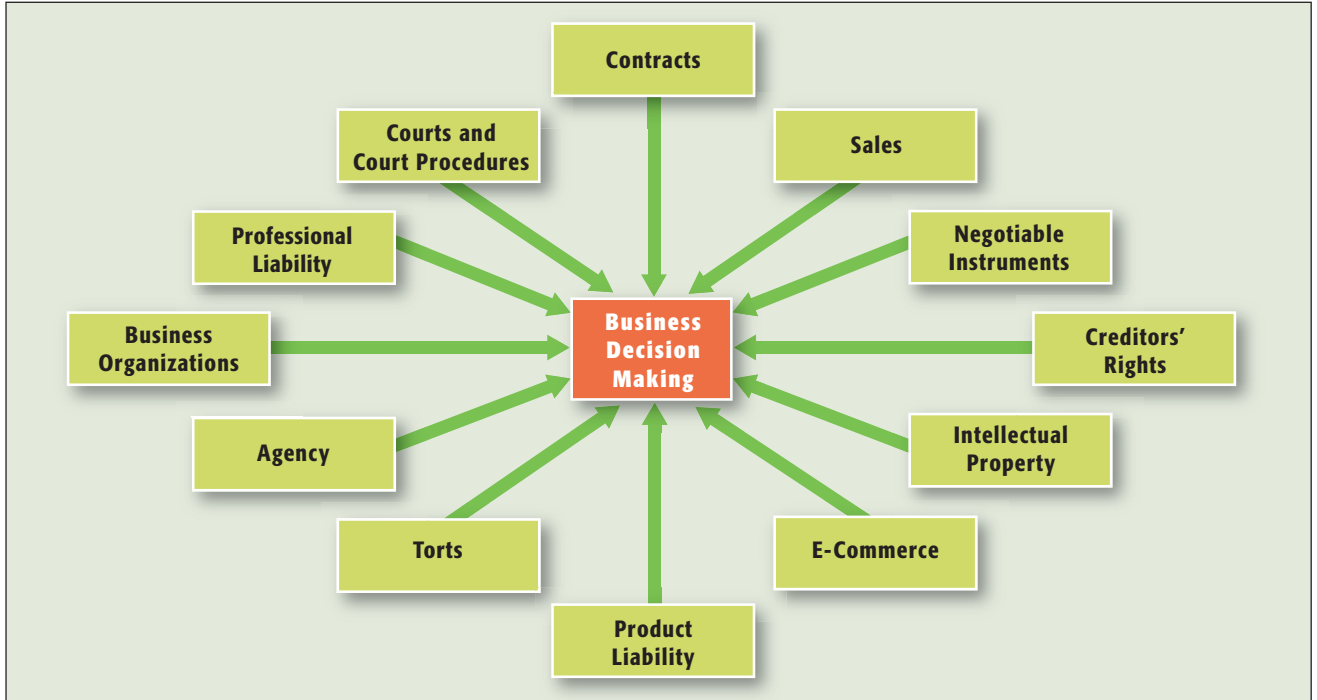 Contracts
Courts and
Court Procedures
Sales
Professional
Liability
Negotiable
Instruments
Business
Organizations
Business
Decision
Making
Creditors’
Rights
Agency
Intellectual
Property
Torts
E-Commerce
Product
Liability